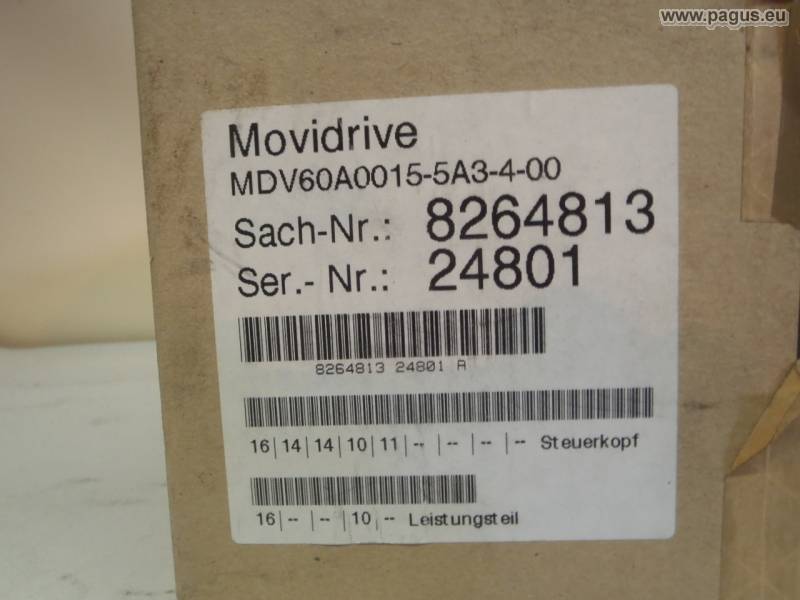 www.pagus.eu
Movidrive
MDV60A0015-5A3-4-00
Sach-Nr.: 8264813
Ser.- Nr.: 24801
8264813 24801 A
16|14|14|10|11|--|--|--|-- Steuerkopf
16|--|--|10|-- Leistungsteil